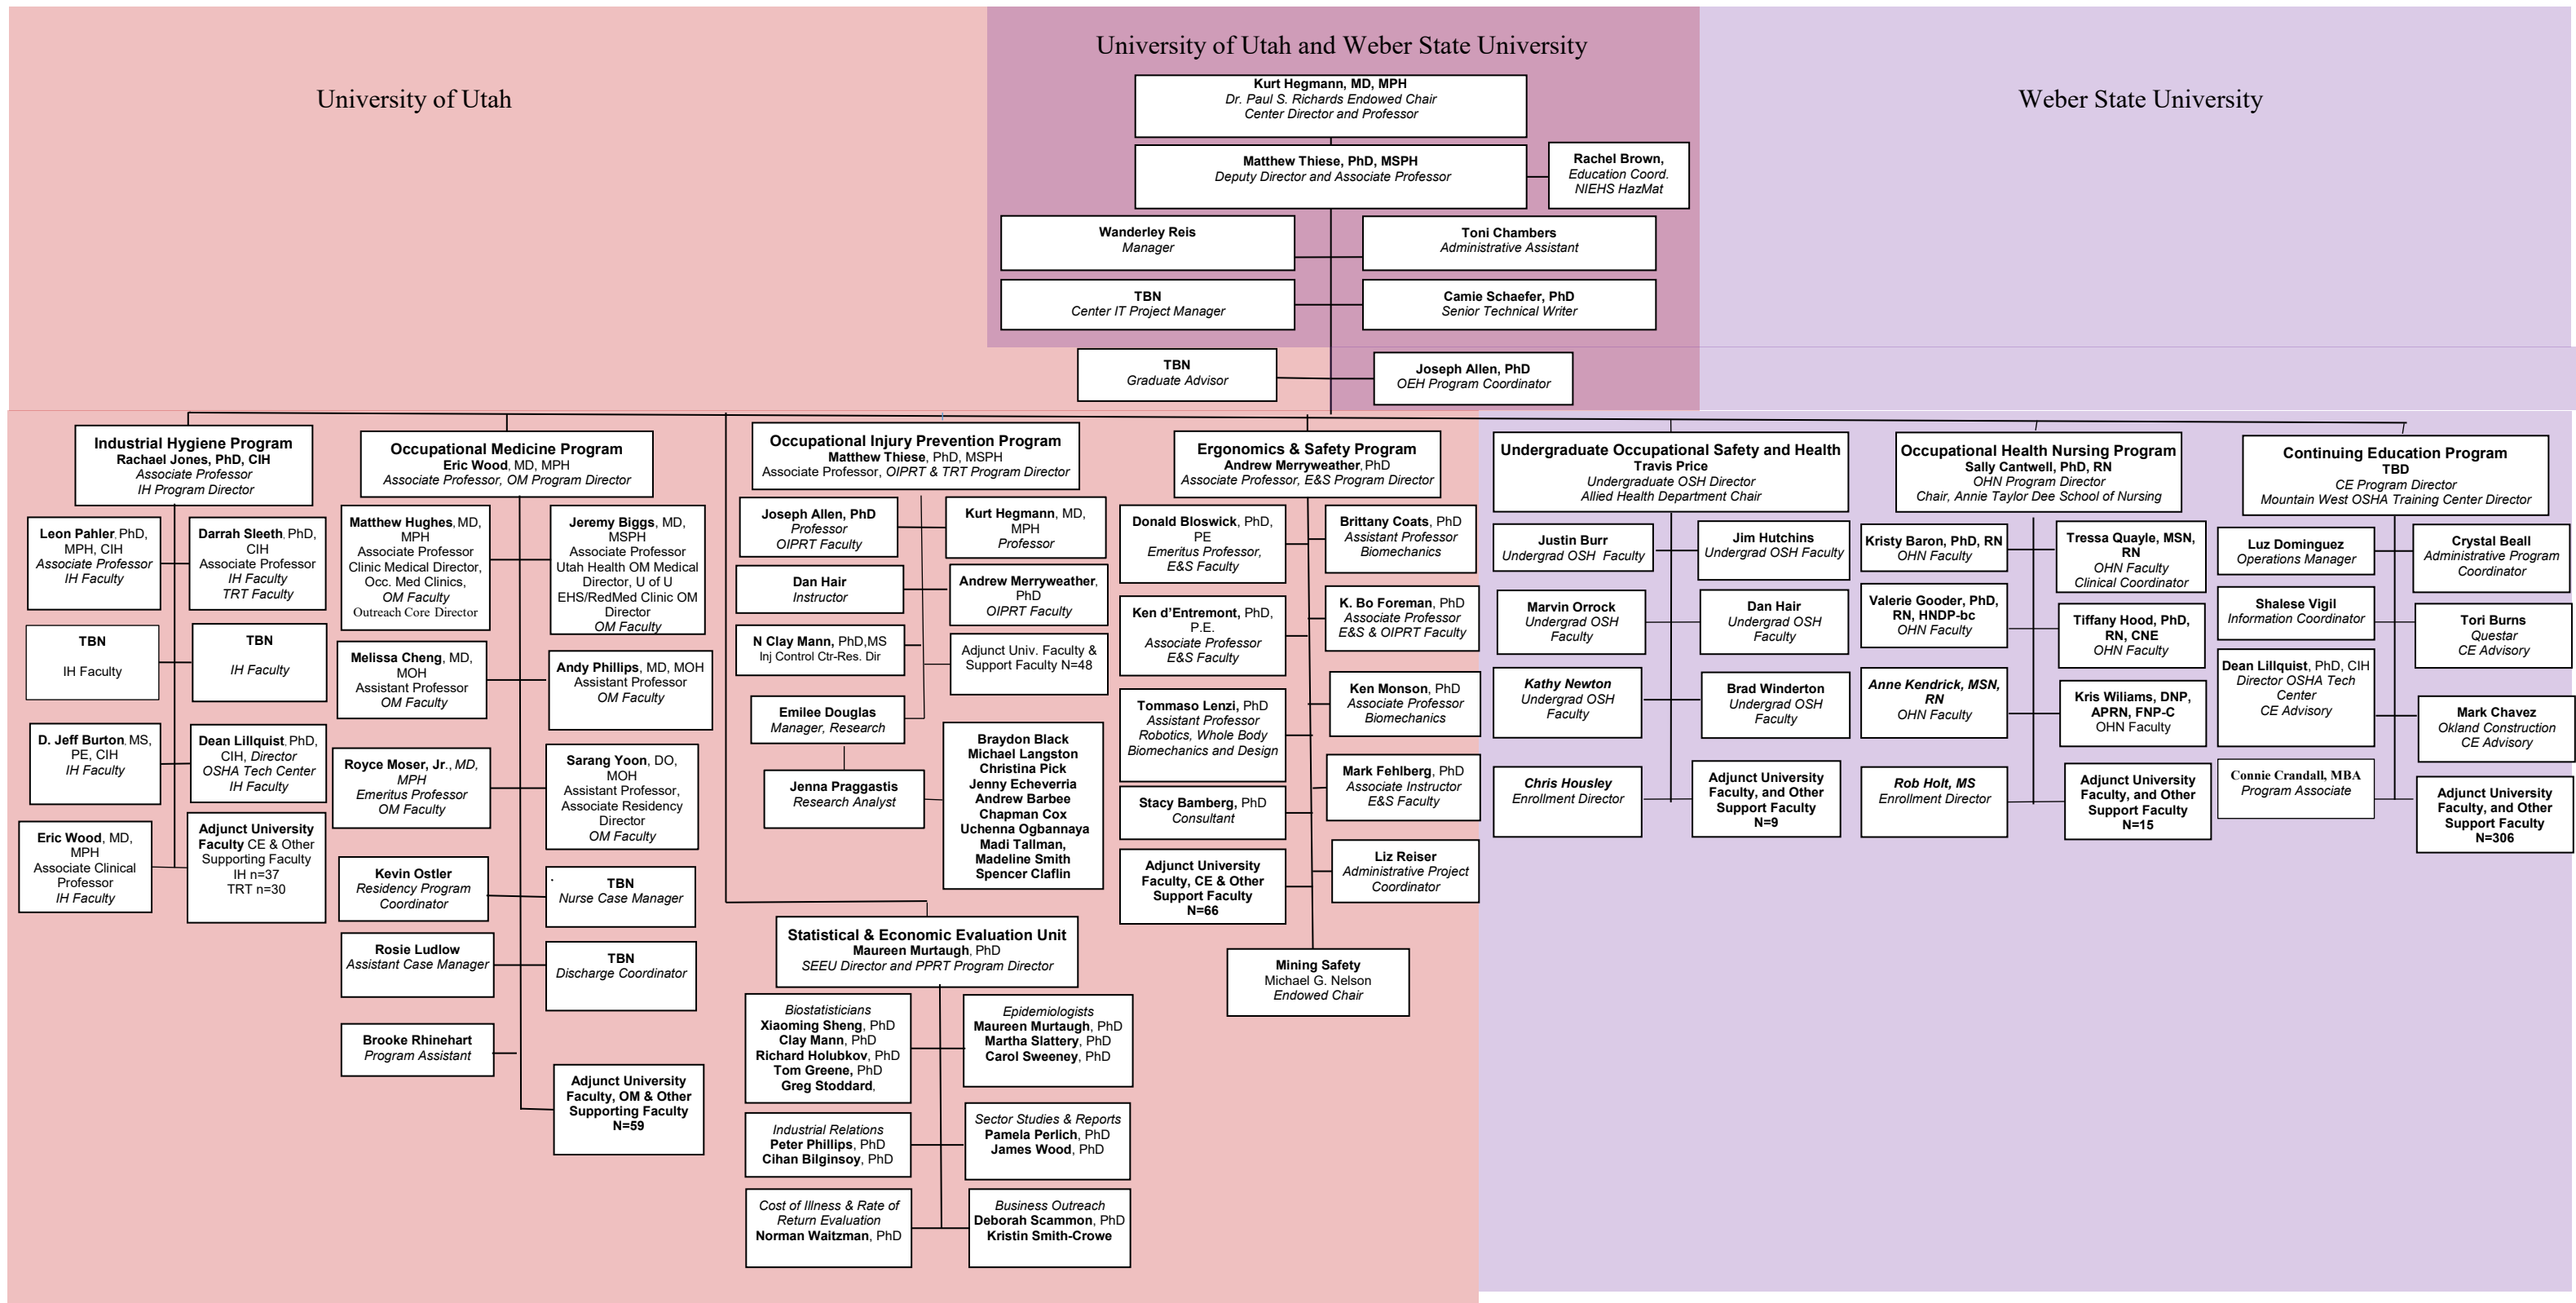 University of Utah
University of Utah and Weber State University
Weber State University
Kurt Hegmann, MD, MPH
Dr. Paul S. Richards Endowed Chair
Center Director and Professor
Matthew Thiese, PhD, MSPH
Deputy Director and Associate Professor
Rachel Brown,
Education Coord.
NIEHS HazMat
Wanderley Reis
Manager
Toni Chambers
Administrative Assistant
TBN
Center IT Project Manager
Camie Schaefer, PhD
Senior Technical Writer
TBN
Graduate Advisor
Joseph Allen, PhD
OEH Program Coordinator
Industrial Hygiene Program
Rachael Jones, PhD, CIH
Associate Professor
IH Program Director
Leon Pahler, PhD,
MPH, CIH
Associate Professor
IH Faculty
Darrah Sleeth, PhD,
CIH
Associate Professor
IH Faculty
TRT Faculty
TBN
IH Faculty
TBN
IH Faculty
D. Jeff Burton, MS,
PE, CIH
IH Faculty
Dean Lillquist, PhD,
CIH, Director
OSHA Tech Center
IH Faculty
Eric Wood, MD,
MPH
Associate Clinical
Professor
IH Faculty
Adjunct University
Faculty CE & Other
Supporting Faculty
IH n=37
TRT n=30
Occupational Medicine Program
Eric Wood, MD, MPH
Associate Professor, OM Program Director
Matthew Hughes, MD,
MPH
Associate Professor
Clinic Medical Director,
Occ. Med Clinics,
OM Faculty
Outreach Core Director
Jeremy Biggs, MD,
MSPH
Associate Professor
Utah Health OM Medical
Director, U of U
EHS/RedMed Clinic OM
Director
OM Faculty
Melissa Cheng, MD,
MOH
Assistant Professor
OM Faculty
Andy Phillips, MD, MOH
Assistant Professor
OM Faculty
Royce Moser, Jr., MD,
MPH
Emeritus Professor
OM Faculty
Sarang Yoon, DO,
MOH
Assistant Professor,
Associate Residency
Director
OM Faculty
Kevin Ostler
Residency Program
Coordinator
TBN
Nurse Case Manager
Rosie Ludlow
Assistant Case Manager
TBN
Discharge Coordinator
Brooke Rhinehart
Program Assistant
Adjunct University
Faculty, OM & Other
Supporting Faculty
N=59
Occupational Injury Prevention Program
Matthew Thiese, PhD, MSPH
Associate Professor, OIPRT & TRT Program Director
Joseph Allen, PhD
Professor
OIPRT Faculty
Kurt Hegmann, MD,
MPH
Professor
Dan Hair
Instructor
Andrew Merryweather,
PhD
OIPRT Faculty
N Clay Mann, PhD,MS
Inj Control Ctr-Res. Dir
Adjunct Univ. Faculty &
Support Faculty N=48
Emilee Douglas
Manager, Research
Jenna Praggastis
Research Analyst
Braydon Black
Michael Langston
Christina Pick
Jenny Echeverria
Andrew Barbee
Chapman Cox
Uchenna Ogbannaya
Madi Tallman,
Madeline Smith
Spencer Claflin
Statistical & Economic Evaluation Unit
Maureen Murtaugh, PhD
SEEU Director and PPRT Program Director
Biostatisticians
Xiaoming Sheng, PhD
Clay Mann, PhD
Richard Holubkov, PhD
Tom Greene, PhD
Greg Stoddard,
Epidemiologists
Maureen Murtaugh, PhD
Martha Slattery, PhD
Carol Sweeney, PhD
Industrial Relations
Peter Phillips, PhD
Cihan Bilginsoy, PhD
Sector Studies & Reports
Pamela Perlich, PhD
James Wood, PhD
Cost of Illness & Rate of
Return Evaluation
Norman Waitzman, PhD
Business Outreach
Deborah Scammon, PhD
Kristin Smith-Crowe
Ergonomics & Safety Program
Andrew Merryweather, PhD
Associate Professor, E&S Program Director
Donald Bloswick, PhD,
PE
Emeritus Professor,
E&S Faculty
Brittany Coats, PhD
Assistant Professor
Biomechanics
Ken d'Entremont, PhD,
P.E.
Associate Professor
E&S Faculty
K. Bo Foreman, PhD
Associate Professor
E&S & OIPRT Faculty
Tommaso Lenzi, PhD
Assistant Professor
Robotics, Whole Body
Biomechanics and Design
Ken Monson, PhD
Associate Professor
Biomechanics
Stacy Bamberg, PhD
Consultant
Mark Fehlberg, PhD
Associate Instructor
E&S Faculty
Adjunct University
Faculty, CE & Other
Support Faculty
N=66
Liz Reiser
Administrative Project
Coordinator
Mining Safety
Michael G. Nelson
Endowed Chair
Undergraduate Occupational Safety and Health
Travis Price
Undergraduate OSH Director
Allied Health Department Chair
Justin Burr
Undergrad OSH Faculty
Jim Hutchins
Undergrad OSH Faculty
Marvin Orrock
Undergrad OSH
Faculty
Dan Hair
Undergrad OSH
Faculty
Kathy Newton
Undergrad OSH
Faculty
Brad Winderton
Undergrad OSH
Faculty
Chris Housley
Enrollment Director
Adjunct University
Faculty, and Other
Support Faculty
N=9
Occupational Health Nursing Program
Sally Cantwell, PhD, RN
OHN Program Director
Chair, Annie Taylor Dee School of Nursing
Kristy Baron, PhD, RN
OHN Faculty
Tressa Quayle, MSN,
RN
OHN Faculty
Clinical Coordinator
Valerie Gooder, PhD,
RN, HNDP-bc
OHN Faculty
Tiffany Hood, PhD,
RN, CNE
OHN Faculty
Anne Kendrick, MSN,
RN
OHN Faculty
Kris Wiliams, DNP,
APRN, FNP-C
OHN Faculty
Rob Holt, MS
Enrollment Director
Adjunct University
Faculty, and Other
Support Faculty
N=15
Continuing Education Program
TBD
CE Program Director
Mountain West OSHA Training Center Director
Luz Dominguez
Operations Manager
Crystal Beall
Administrative Program
Coordinator
Shalese Vigil
Information Coordinator
Tori Burns
Questar
CE Advisory
Dean Lillquist, PhD, CIH
Director OSHA Tech
Center
CE Advisory
Mark Chavez
Okland Construction
CE Advisory
Connie Crandall, MBA
Program Associate
Adjunct University
Faculty, and Other
Support Faculty
N=306